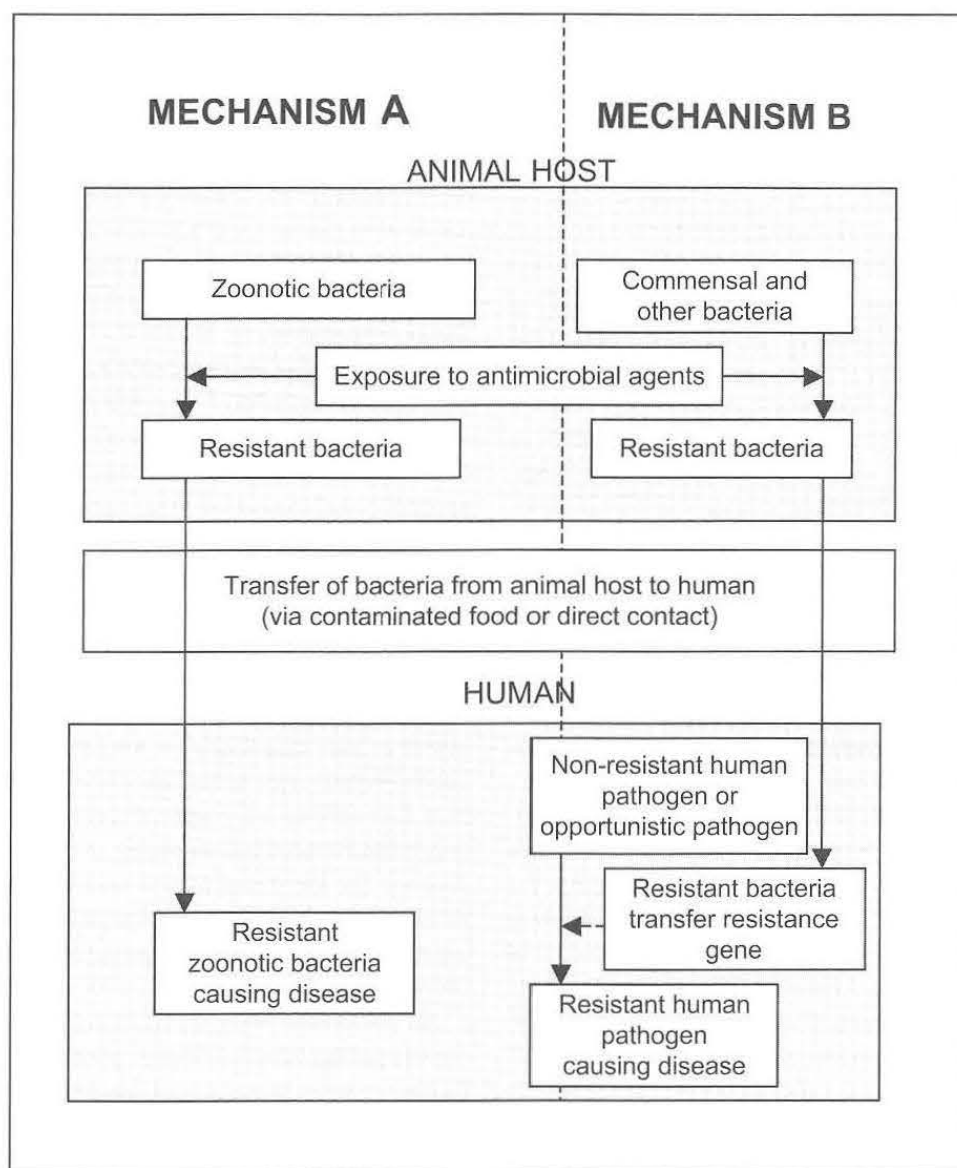 MECHANISM A
MECHANISM B
ANIMAL HOST
Zoonotic bacteria
Commensal and
other bacteria
Exposure to antimicrobial agents
Resistant bacteria
Resistant bacteria
Transfer of bacteria from animal host to human
(via contaminated food or direct contact)
HUMAN
Non-resistant human
pathogen or
opportunistic pathogen
Resistant bacteria
transfer resistance
gene
Resistant
zoonotic bacteria
causing disease
Resistant human
pathogen
causing disease